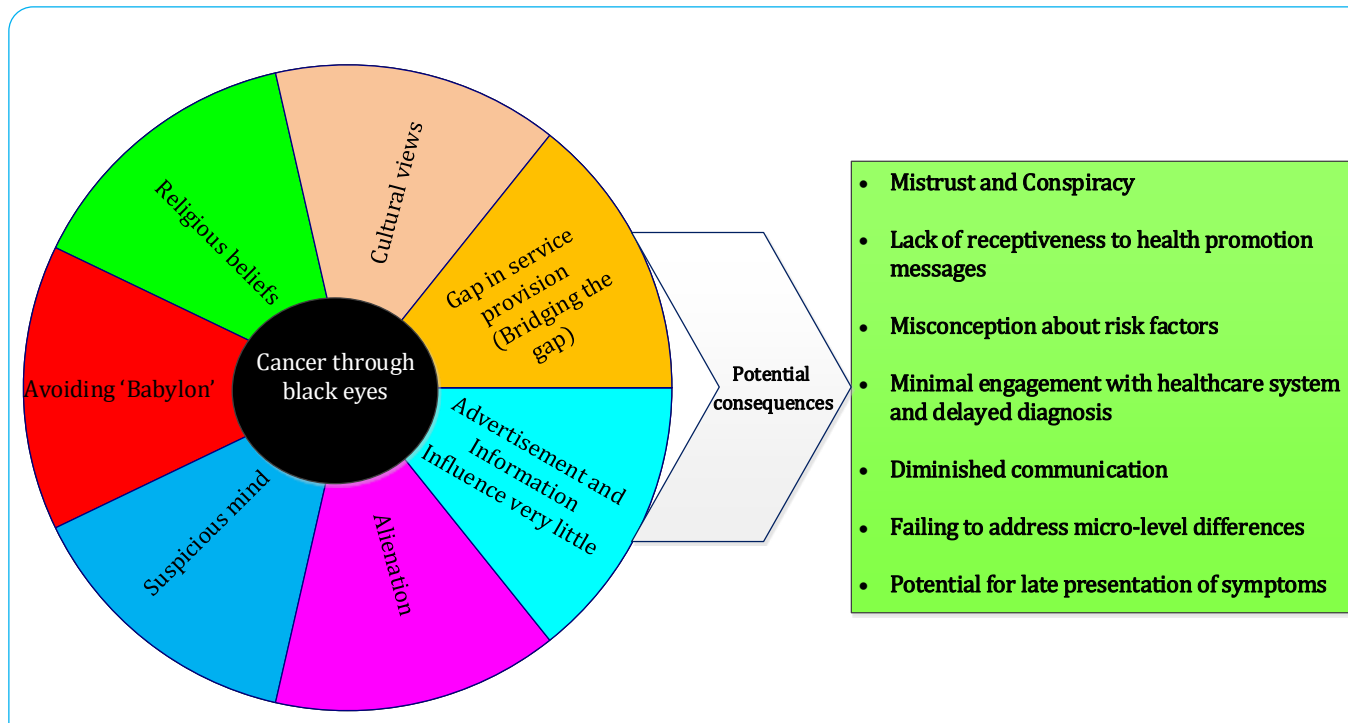 Cultural views
Religious beliefs
Gap in service
provision
(Bridging the
gap)
Cancer through
black eyes
Avoiding ‘Babylon’
Advertisement and
Information
Influence very little
Suspicious mind
Alienation
Potential
consequences
• Mistrust and Conspiracy
• Lack of receptiveness to health promotion
messages
• Misconception about risk factors
• Minimal engagement with healthcare system
and delayed diagnosis
• Diminished communication
• Failing to address micro-level differences
• Potential for late presentation of symptoms